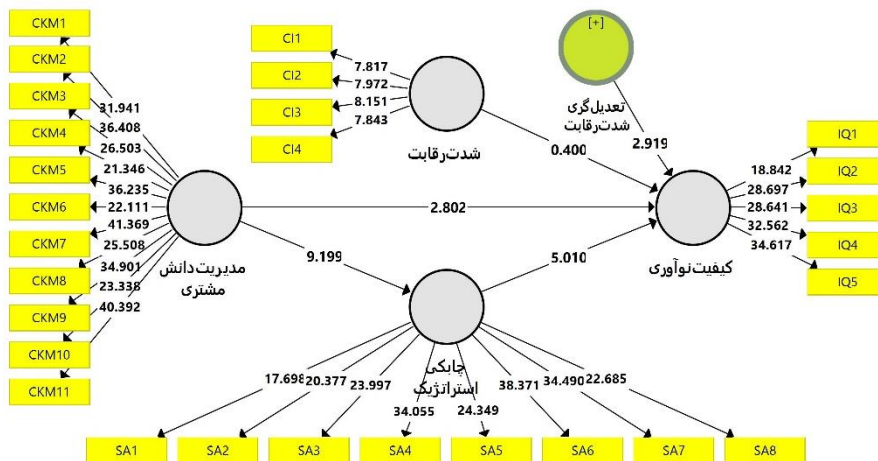 CKM1
CKM2
CKM3
CKM4
CKM5
CKM6
CKM7
CKM8
CKM9
CKM10
CKM11
31.941
36.408
26.503
21.346
36.235
22.111
41.369
25.508
34.901
23.338
40.392
مدیریت دانش
مشتری
CI1
CI2
CI3
CI4
7.817
7.972
8.151
7.843
شدت رقابت
[+]
تعدیل‌گری
شدت رقابت
2.919
0.400
2.802
9.199
5.010
کیفیت نوآوری
18.842
28.697
28.641
32.562
34.617
IQ1
IQ2
IQ3
IQ4
IQ5
چابکی
استراتژیک
17.698
20.377
23.997
34.055
24.349
38.371
34.490
22.685
SA1
SA2
SA3
SA4
SA5
SA6
SA7
SA8